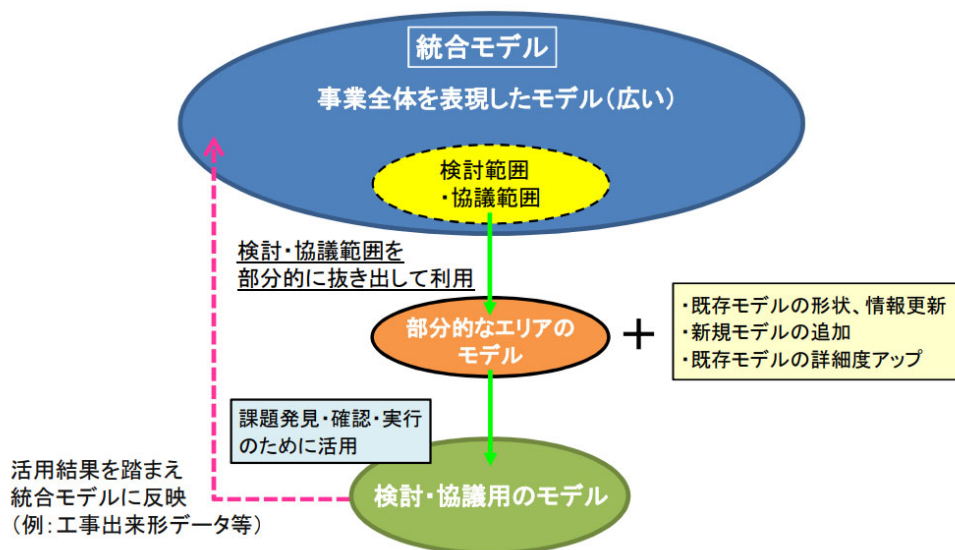 統合モデル
事業全体を表現したモデル(広い)
検討範囲
・協議範囲
検討・協議範囲を
部分的に抜き出して利用
部分的なエリアの
モデル
+
・既存モデルの形状、情報更新
・新規モデルの追加
・既存モデルの詳細度アップ
課題発見・確認・実行
のために活用
検討・協議用のモデル
活用結果を踏まえ
統合モデルに反映
(例:工事出来形データ等)